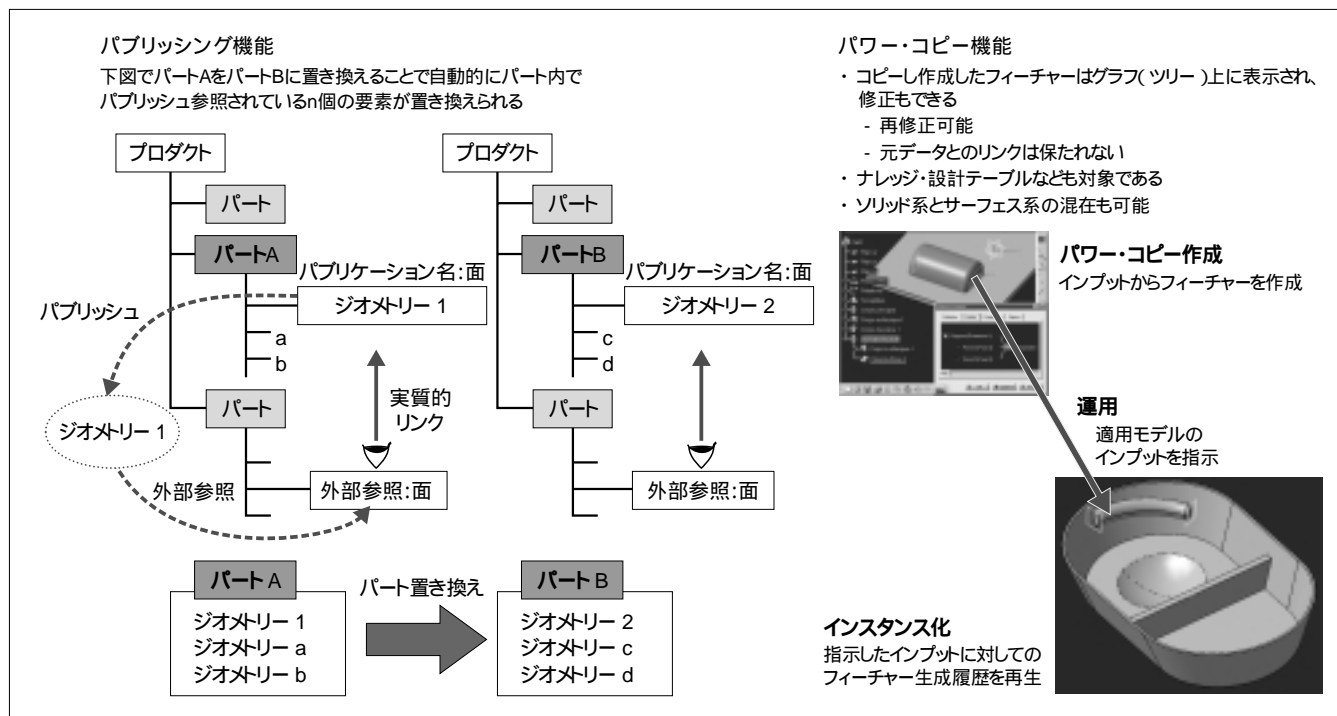 パブリッシング機能
下図でパートAをパートBに置き換えることで自動的にパート内で
パブリッシュ参照されているn個の要素が置き換えられる
プロダクト
パート
パートA
パブリケーション名:面
ジオメトリー 1
パブリッシュ
a
b
パート
ジオメトリー 1
実質的
リンク
外部参照
外部参照:面
プロダクト
パート
パートB
パブリケーション名:面
ジオメトリー 2
c
d
パート
外部参照:面
パート A
ジオメトリー 1
ジオメトリー a
ジオメトリー b
パート置き換え
パート B
ジオメトリー 2
ジオメトリー c
ジオメトリー d
パワー・コピー機能
・ コピーし作成したフィーチャーはグラフ( ツリー )上に表示され、
修正もできる
- 再修正可能
- 元データとのリンクは保たれない
・ ナレッジ・設計テーブルなども対象である
・ ソリッド系とサーフェス系の混在も可能
パワー・コピー作成
インプットからフィーチャーを作成
運用
適用モデルの
インプットを指示
インスタンス化
指示したインプットに対しての
フィーチャー生成履歴を再生